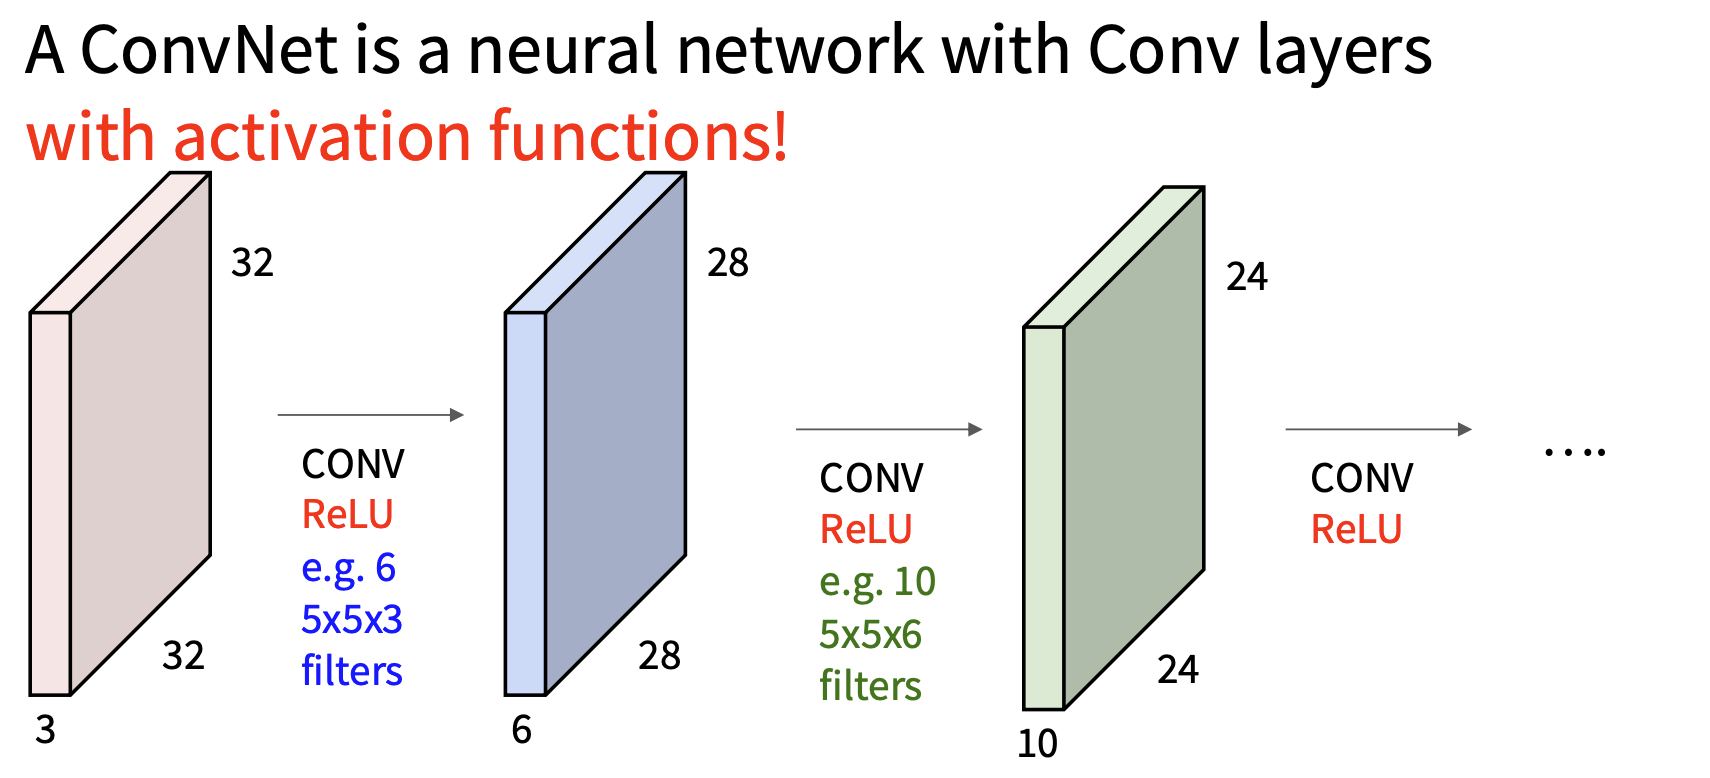 A ConvNet is a neural network with Conv layers
with activation functions!
32
32
3
CONV
ReLU
e.g. 6
5x5x3
filters
28
28
6
CONV
ReLU
e.g. 10
5x5x6
filters
24
24
10
CONV
ReLU
….